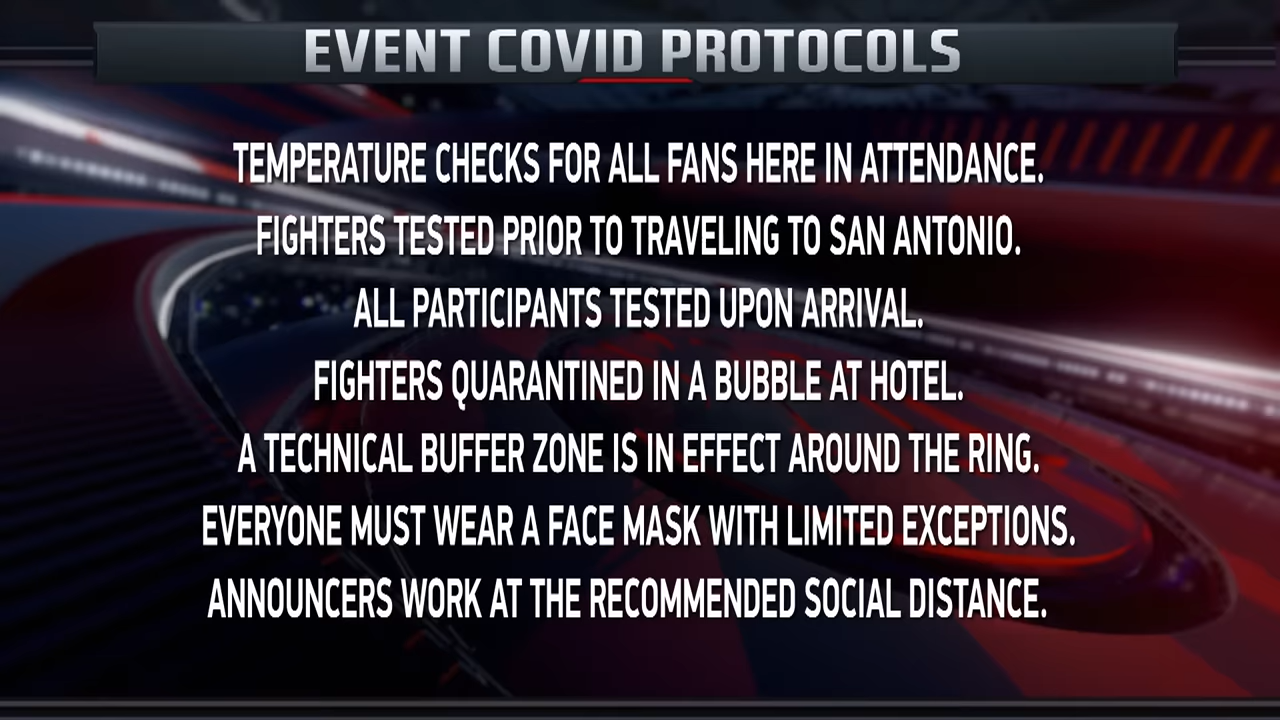 EVENT COVID PROTOCOLS
TEMPERATURE CHECKS FOR ALL FANS HERE IN ATTENDANCE.
FIGHTERS TESTED PRIOR TO TRAVELING TO SAN ANTONIO.
ALL PARTICIPANTS TESTED UPON ARRIVAL.
FIGHTERS QUARANTINED IN A BUBBLE AT HOTEL.
A TECHNICAL BUFFER ZONE IS IN EFFECT AROUND THE RING.
EVERYONE MUST WEAR A FACE MASK WITH LIMITED EXCEPTIONS.
ANNOUNCERS WORK AT THE RECOMMENDED SOCIAL DISTANCE.